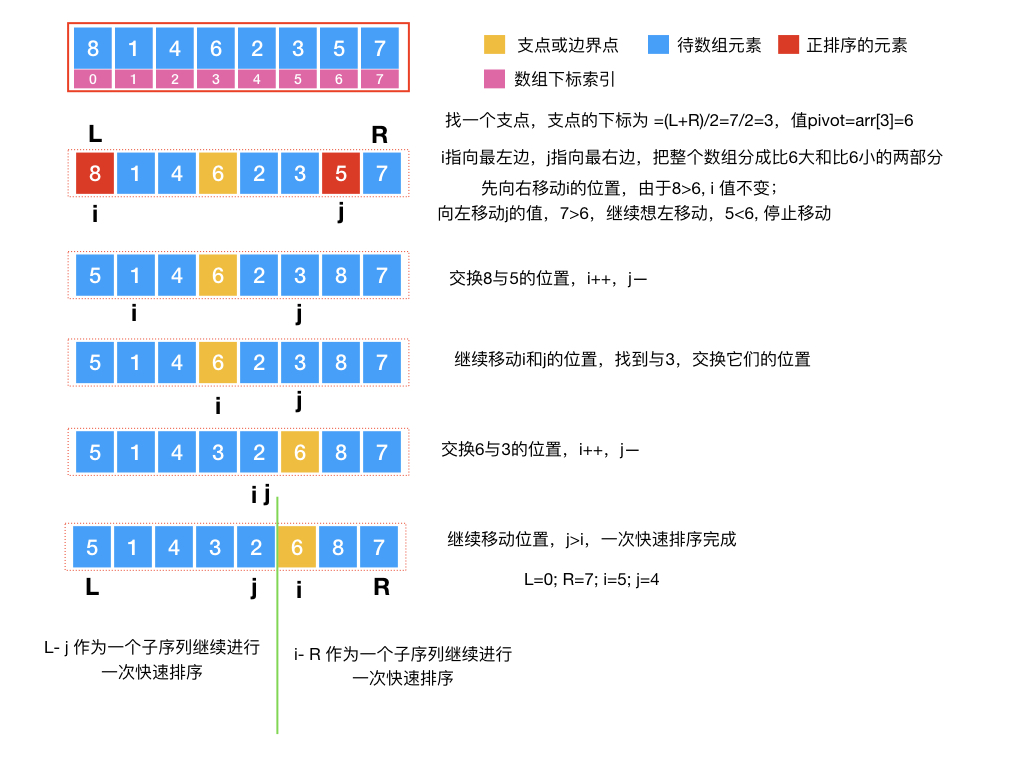 8 1 4 6 2 3 5 7
0 1 2 3 4 5 6 7
支点或边界点 待数组元素 正排序的元素
数组下标索引
找一个支点，支点的下标为 =(L+R)/2=7/2=3，值pivot=arr[3]=6
L R
i指向最左边，j指向最右边，把整个数组分成比6大和比6小的两部分
8 1 4 6 2 3 5 7
先向右移动i的位置，由于8>6, i 值不变；
i j
向左移动j的值，7>6，继续想左移动，5<6, 停止移动
5 1 4 6 2 3 8 7
交换8与5的位置，i++，j—
i j
5 1 4 6 2 3 8 7
继续移动i和j的位置，找到与3，交换它们的位置
i j
5 1 4 3 2 6 8 7
交换6与3的位置，i++，j—
i j
5 1 4 3 2 6 8 7
继续移动位置，j>i，一次快速排序完成
L j i R
L=0; R=7; i=5; j=4
L- j 作为一个子序列继续进行
一次快速排序
i- R 作为一个子序列继续进行
一次快速排序